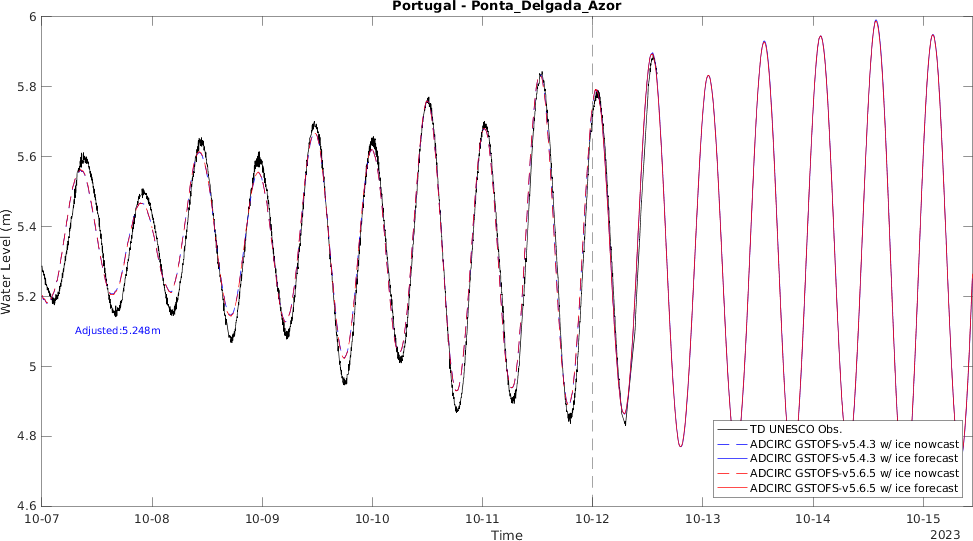 Portugal - Ponta_Delgada_Azor
6
5.8
5.6
5.4
5.2
5
4.8
4.6
Water Level (m)
Adjusted:5.248m
TD UNESCO Obs.
ADCIRC GSTOFS-v5.4.3 w/ ice nowcast
ADCIRC GSTOFS-v5.4.3 w/ ice forecast
ADCIRC GSTOFS-v5.6.5 w/ ice nowcast
ADCIRC GSTOFS-v5.6.5 w/ ice forecast
10-07 10-08 10-09 10-10 10-11 10-12 10-13 10-14 10-15
Time
2023